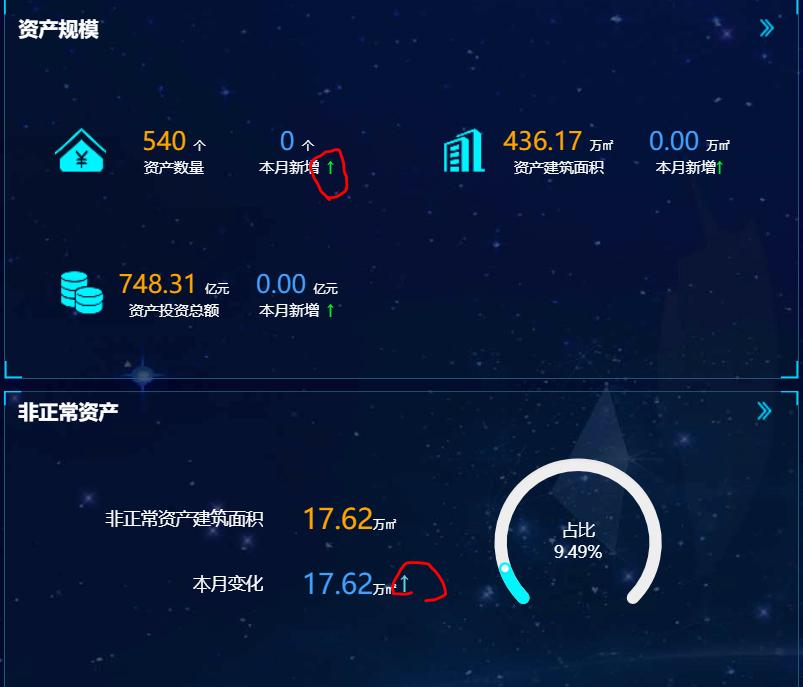 资产规模
540 个 0 个 436.17 万㎡ 0.00 万㎡
资产数量 本月新增 ↑ 资产建筑面积 本月新增↑
748.31 亿元 0.00 亿元
资产投资总额 本月新增 ↑
非正常资产
非正常资产建筑面积 17.62万㎡
占比
9.49%
本月变化 17.62万㎡↑